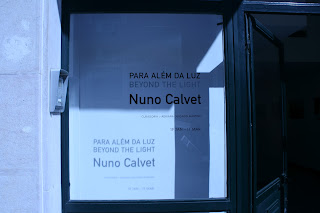 PARA ALÉM DA LUZ
BEYOND THE LIGHT
Nuno Calvet
PARA ALÉM DA LUZ
BEYOND THE LIGHT
Nuno Calvet